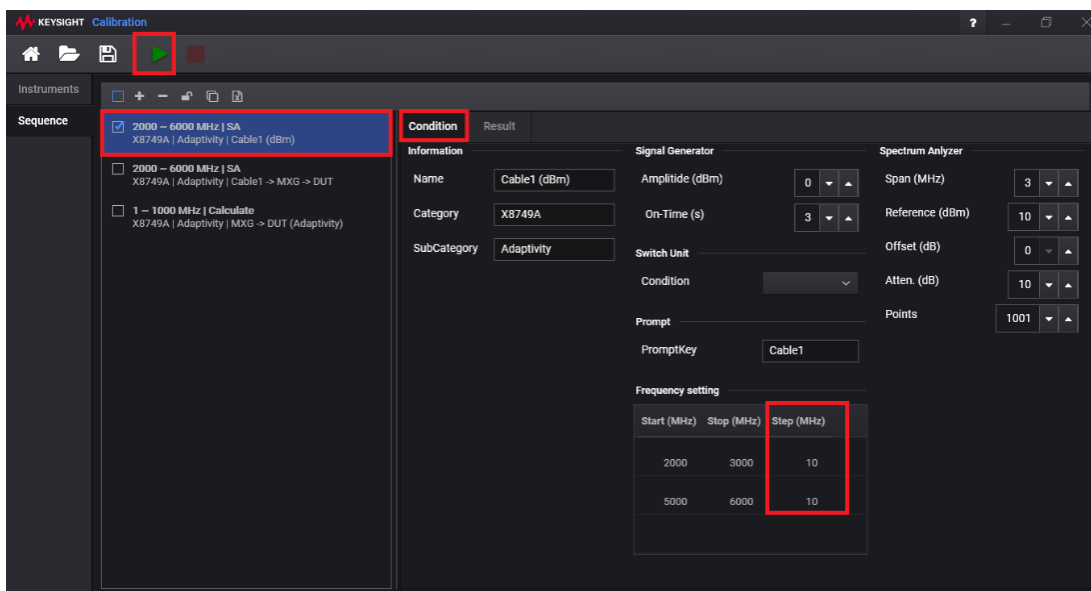 KEYSIGHT Calibration
?
Instruments
Sequence
2000 ~ 6000 MHz | SA
X8749A | Adaptivity | Cable1 (dBm)
2000 ~ 6000 MHz | SA
X8749A | Adaptivity | Cable1 -> MXG -> DUT
1 ~ 1000 MHz | Calculate
X8749A | Adaptivity | MXG -> DUT (Adaptivity)
Condition Result
Information
Name Cable1 (dBm)
Category X8749A
SubCategory Adaptivity
Signal Generator
Amplitide (dBm) 0
On-Time (s) 3
Switch Unit
Condition
Prompt
PromptKey Cable1
Frequency setting
Start (MHz) Stop (MHz) Step (MHz)
2000 3000 10
5000 6000 10
Spectrum Anlyzer
Span (MHz) 3
Reference (dBm) 10
Offset (dB) 0
Atten. (dB) 10
Points 1001